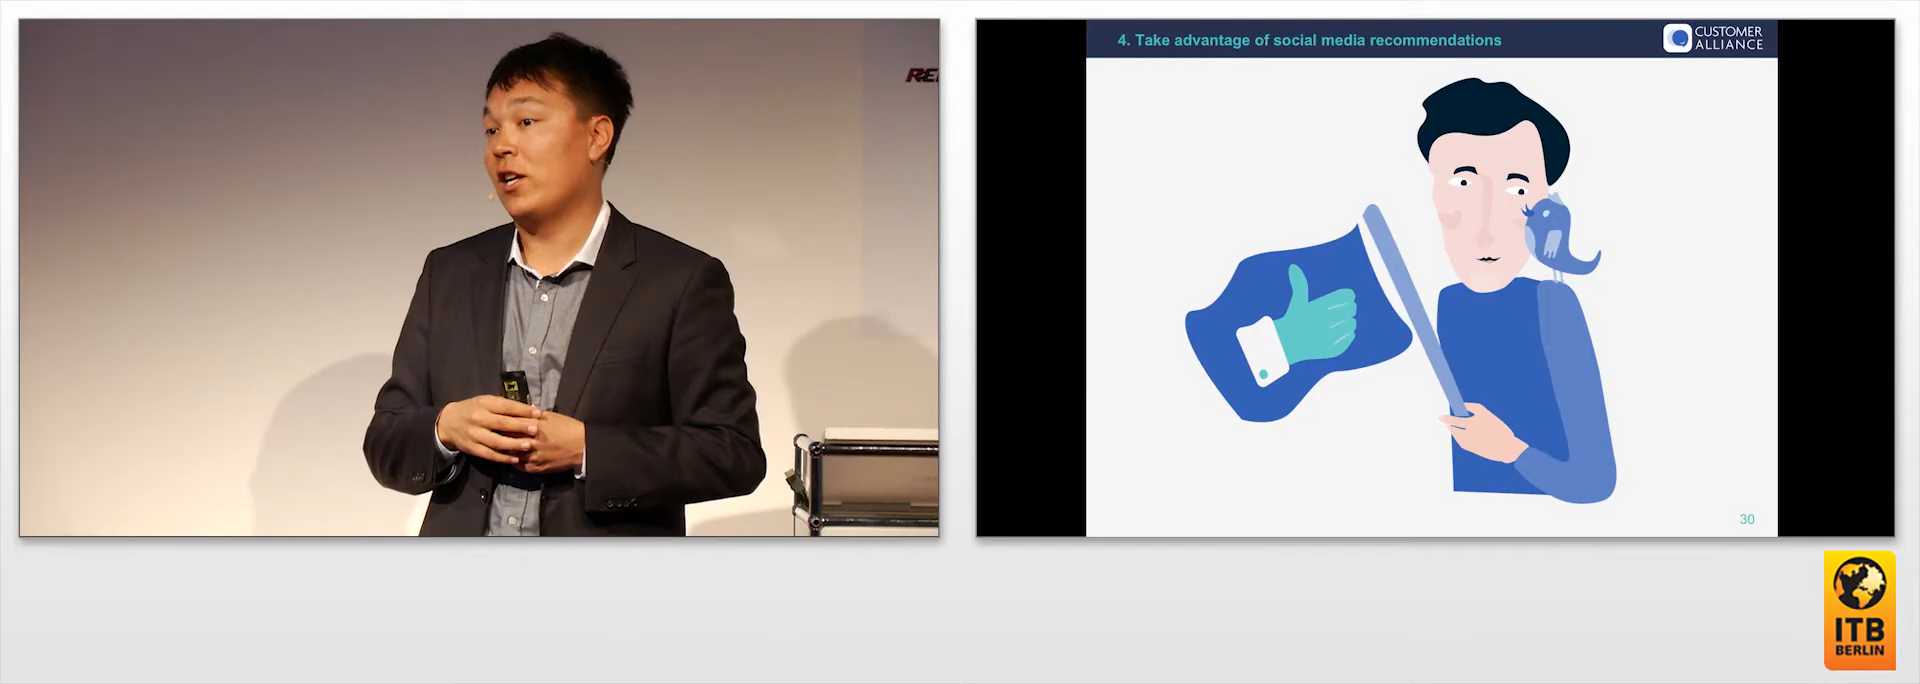 4. Take advantage of social media recommendations
CUSTOMER
ALLIANCE
30
ITB
BERLIN